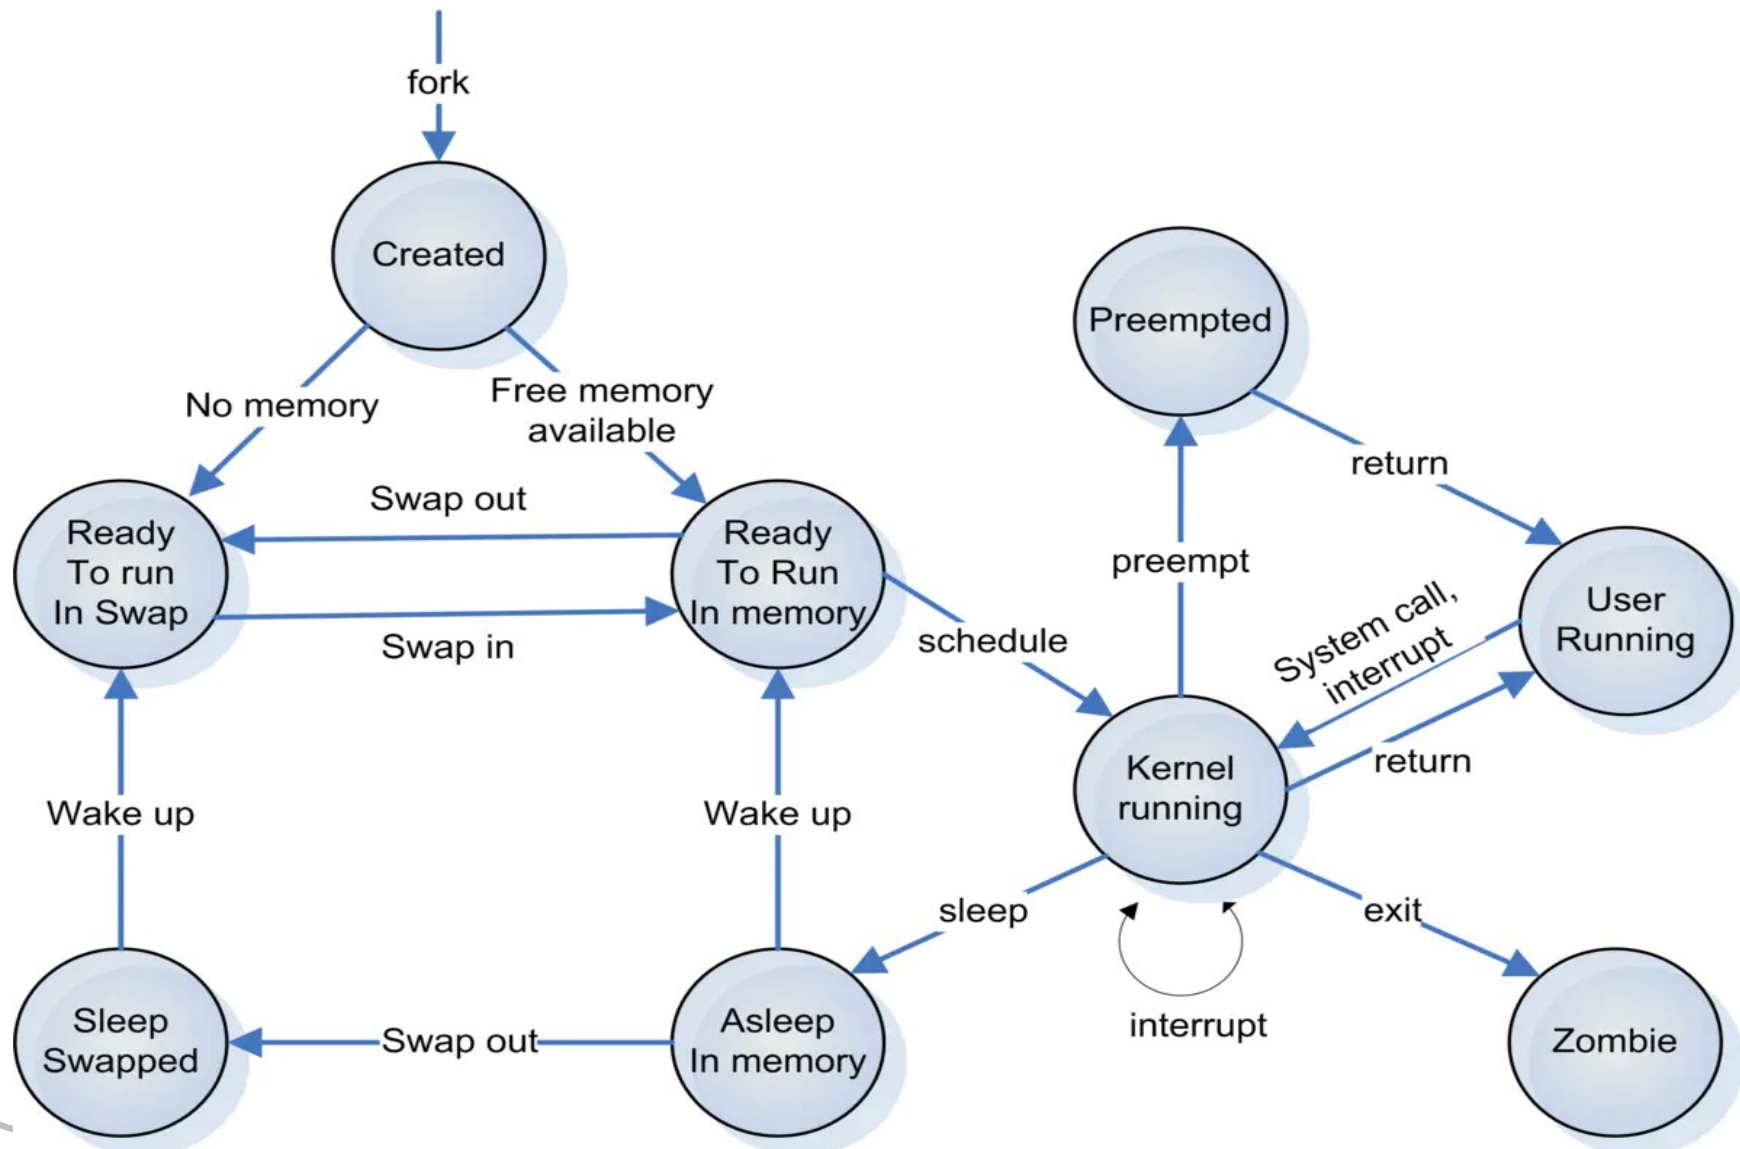 fork
Created
Preempted
No memory
Free memory
available
return
Swap out
Ready
To run
In Swap
Ready
To Run
In memory
preempt
User
Running
System call,
interrupt
schedule
Swap in
return
Kernel
running
Wake up
Wake up
sleep
exit
interrupt
Sleep
Swapped
Swap out
Asleep
In memory
Zombie